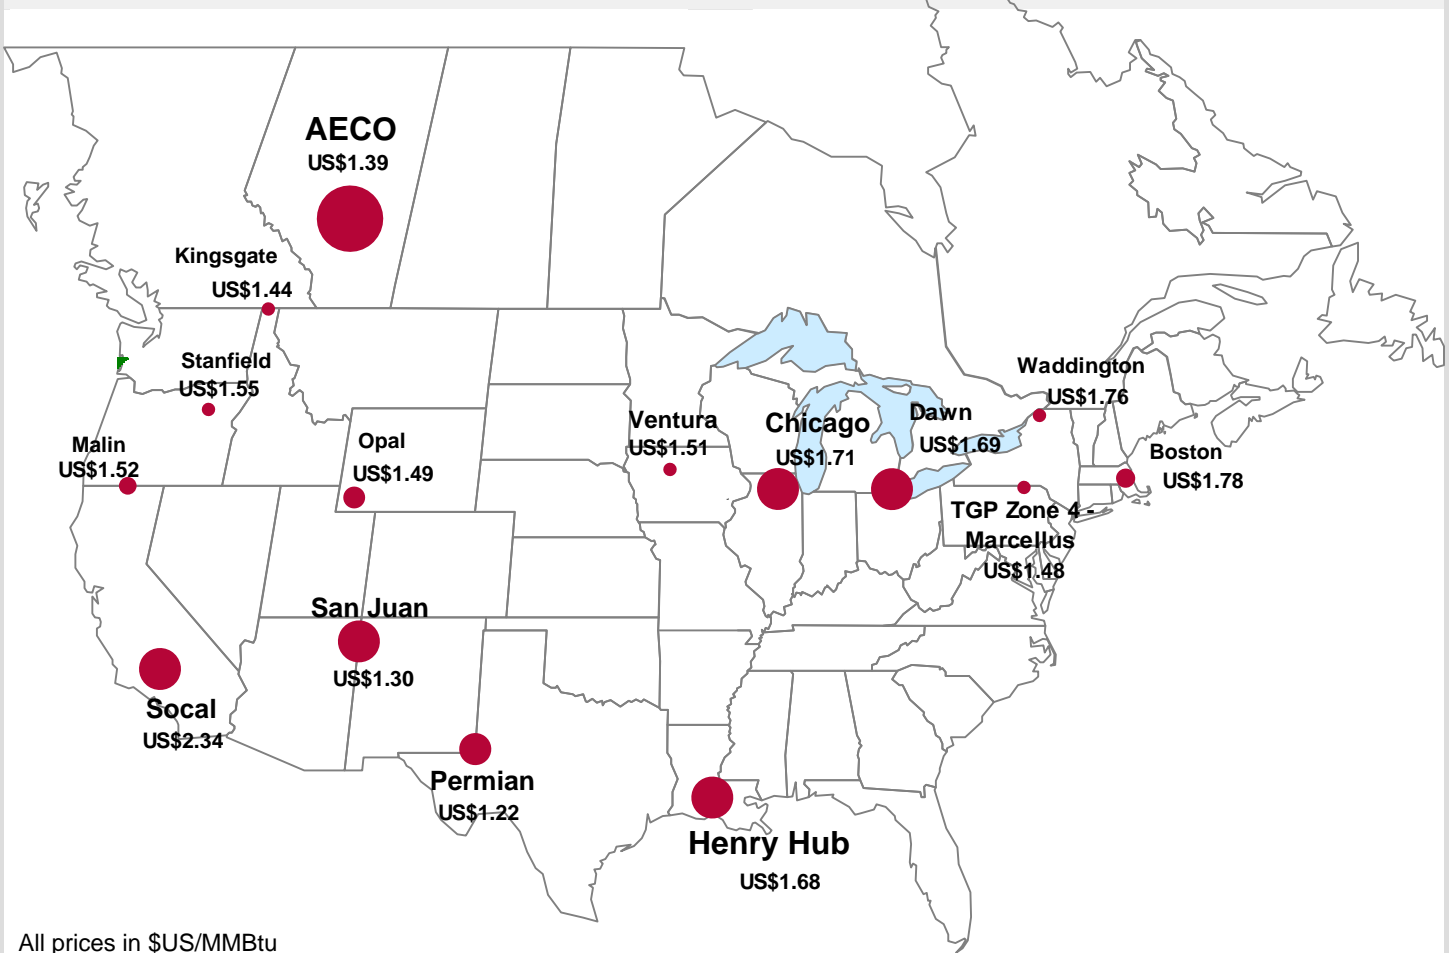 AECO
US$1.39
Kingsgate
US$1.44
Stanfield
US$1.55
Malin
US$1.52
Opal
US$1.49
Ventura
US$1.51
Chicago
US$1.71
Dawn
US$1.69
Waddington
US$1.76
Boston
US$1.78
TGP Zone 4 -
Marcellus
US$1.48
San Juan
US$1.30
Socal
US$2.34
Permian
US$1.22
Henry Hub
US$1.68
All prices in $US/MMBtu